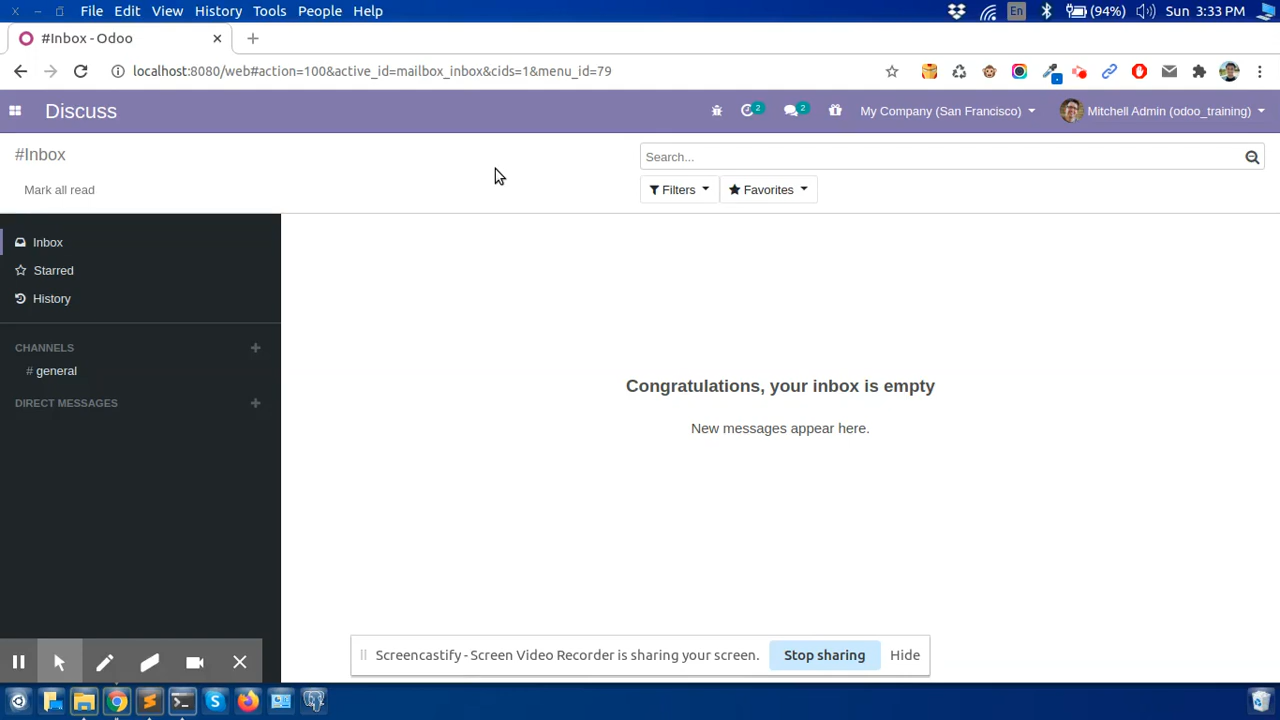 File Edit View History Tools People Help
En (94%) Sun 3:33 PM
#Inbox - Odoo
localhost:8080/web#action=100&active_id=mailbox_inbox&cids=1&menu_id=79
Discuss 2 2 My Company (San Francisco) Mitchell Admin (odoo_training)
#Inbox
Search...
Mark all read
Filters Favorites
Inbox
Starred
History
CHANNELS
# general
DIRECT MESSAGES
Congratulations, your inbox is empty
New messages appear here.
Screencastify - Screen Video Recorder is sharing your screen. Stop sharing Hide